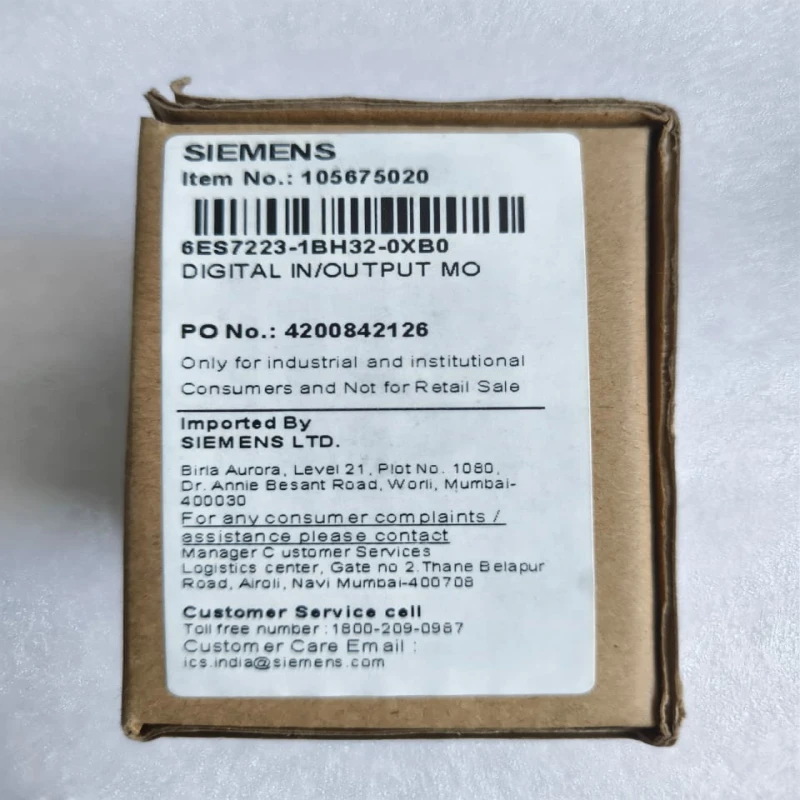 SIEMENS
Item No.: 105675020
6ES7223-1BH32-0XB0
DIGITAL IN/OUTPUT MO
PO No.: 4200842126
Only for industrial and institutional
Consumers and Not for Retail Sale
Imported By
SIEMENS LTD.
Birla Aurora, Level 21, Plot No. 1080,
Dr. Annie Besant Road, Worli, Mumbai-
400030
For any consumer complaints /
assistance please contact
Manager C ustomer Services
Logistics center, Gate no 2.Thane Belapur
Road, Airoli, Navi Mumbai-400708
Customer Service cell
Toll free number :1800-209-0987
Customer Care Email :
ics.india@siemens.com